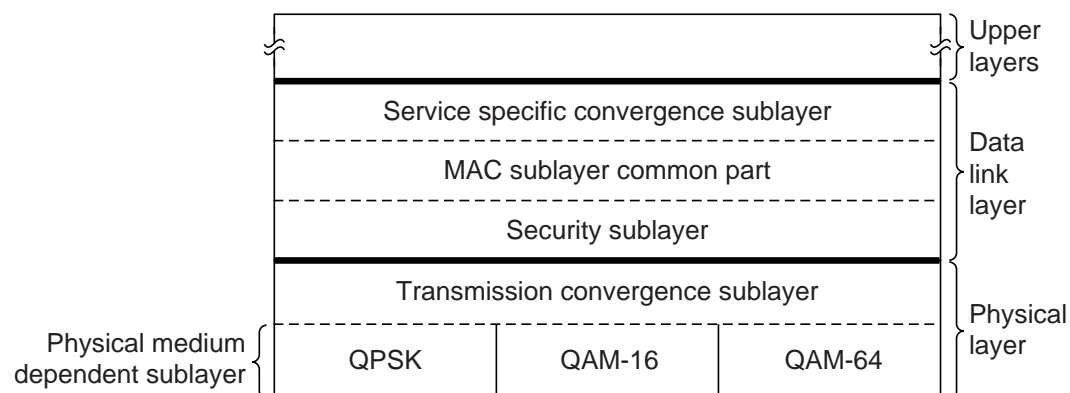 Upper
layers
Service specific convergence sublayer
MAC sublayer common part
Security sublayer
Data
link
layer
Transmission convergence sublayer
Physical
layer
Physical medium
dependent sublayer
QPSK
QAM-16
QAM-64